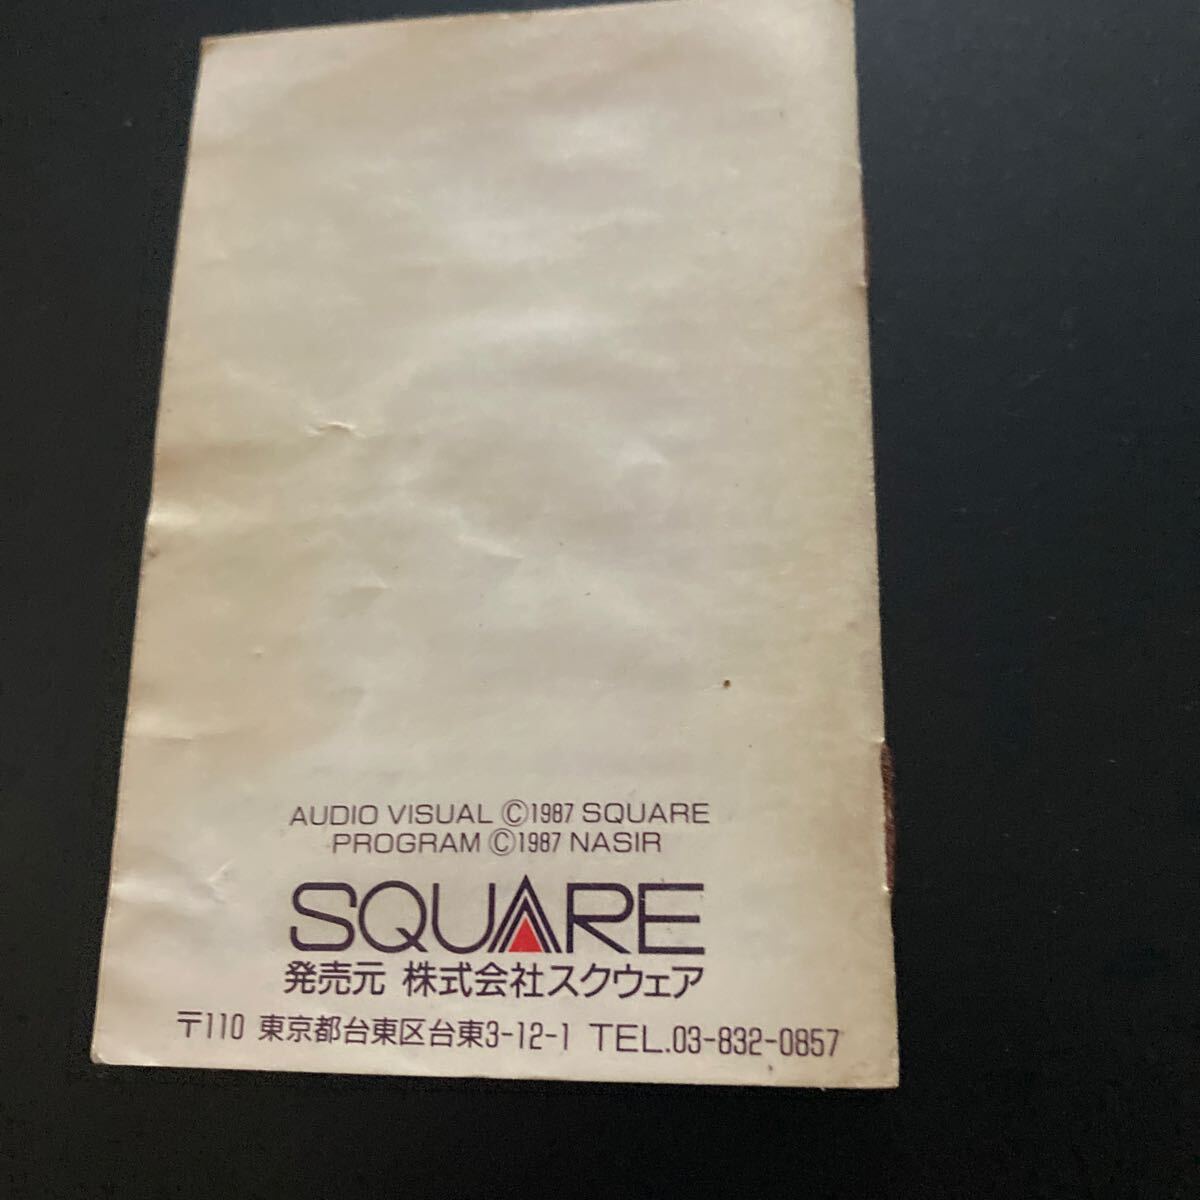 AUDIO VISUAL ©1987 SQUARE
PROGRAM ©1987 NASIR
SQUARE
発売元 株式会社スクウェア
〒110 東京都台東区台東3-12-1 TEL.03-832-0857